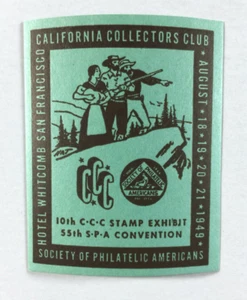 CALIFORNIA COLLECTORS CLUB
AUGUST·18·19·20·21·1949
HOTEL WHITCOMB SAN FRANCISCO
CCC
SOCIETY OF PHILATELIC
AMERICANS
10th C·C·C STAMP EXHIBIT
55th S·P·A CONVENTION
SOCIETY OF PHILATELIC AMERICANS